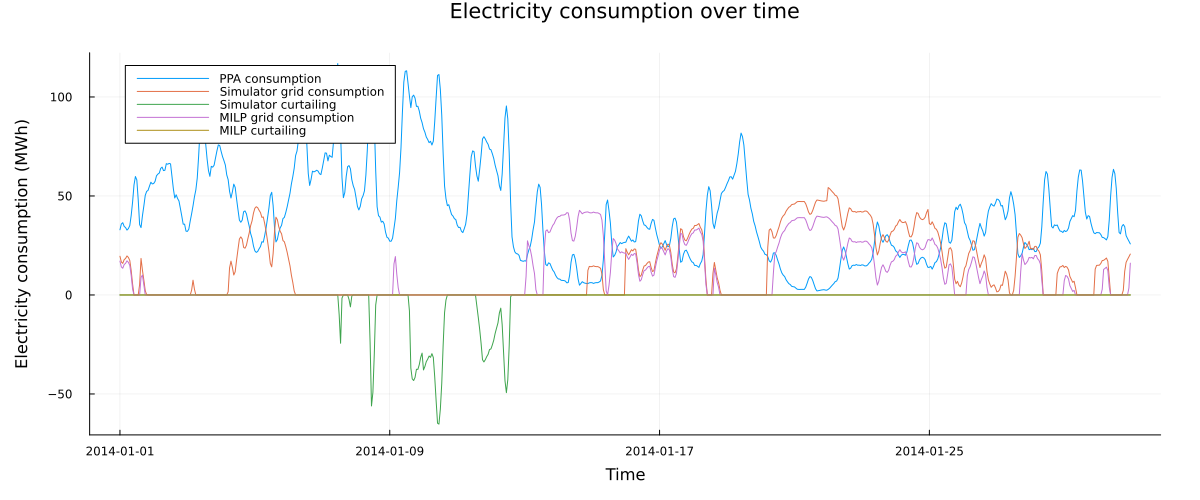 Electricity consumption over time
PPA consumption
Simulator grid consumption
Simulator curtailing
MILP grid consumption
MILP curtailing
Electricity consumption (MWh)
100
50
0
−50
2014-01-01
2014-01-09
2014-01-17
2014-01-25
Time